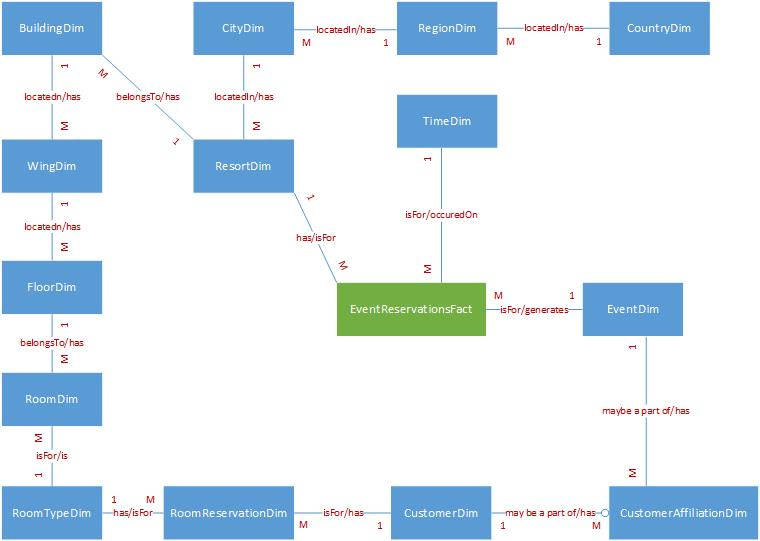 BuildingDim
CityDim
RegionDim
CountryDim
locatedIn/has
M
1
locatedIn/has
M
1
1
M
1
locatedIn/has
belongsTo/has
locatedIn/has
TimeDim
M
1
M
WingDim
ResortDim
1
1
1
locatedn/has
isFor/occuredOn
has/isFor
M
M
M
FloorDim
EventReservationsFact
EventDim
M
1
isFor/generates
1
belongsTo/has
M
1
RoomDim
maybe a part of/has
M
isFor/is
1
M
RoomTypeDim
RoomReservationDim
CustomerDim
CustomerAffiliationDim
1
M
has/isFor
isFor/has
M
1
may be a part of/has
1
M